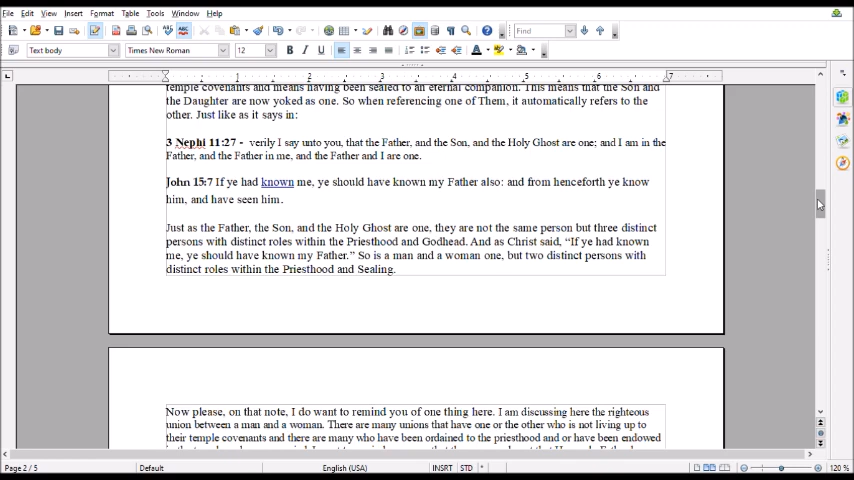 File Edit View Insert Format Table Tools Window Help
Find
Text body Times New Roman 12
1 2 3 4 5 6 7
temple covenants and means having been sealed to an eternal companion. This means that the Son and
the Daughter are now yoked as one. So when referencing one of Them, it automatically refers to the
other. Just like as it says in:
3 Nephi 11:27 - verily I say unto you, that the Father, and the Son, and the Holy Ghost are one; and I am in the
Father, and the Father in me, and the Father and I are one.
John 15:7 If ye had known me, ye should have known my Father also: and from henceforth ye know
him, and have seen him.
Just as the Father, the Son, and the Holy Ghost are one, they are not the same person but three distinct
persons with distinct roles within the Priesthood and Godhead. And as Christ said, “If ye had known
me, ye should have known my Father.” So is a man and a woman one, but two distinct persons with
distinct roles within the Priesthood and Sealing.
Now please, on that note, I do want to remind you of one thing here. I am discussing here the righteous
union between a man and a woman. There are many unions that have one or the other who is not living up to
their temple covenants and there are many who have been ordained to the priesthood and or have been endowed
Page 2 / 5 Default English (USA) INSRT STD * 120 %